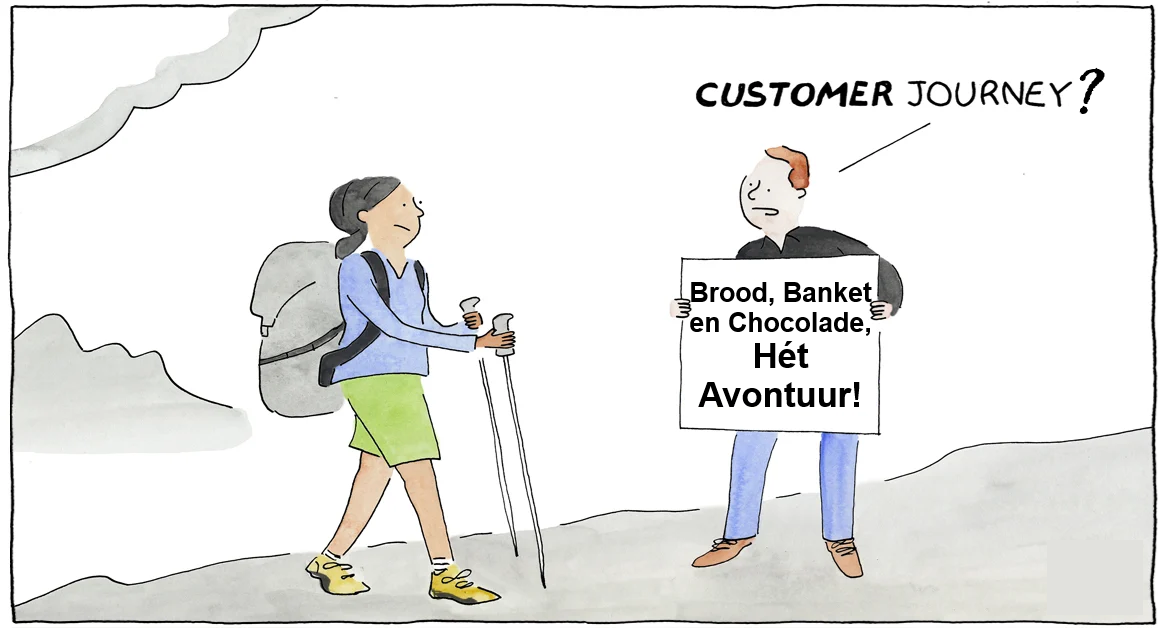 CUSTOMER JOURNEY?
Brood, Banket
en Chocolade,
Hét
Avontuur!